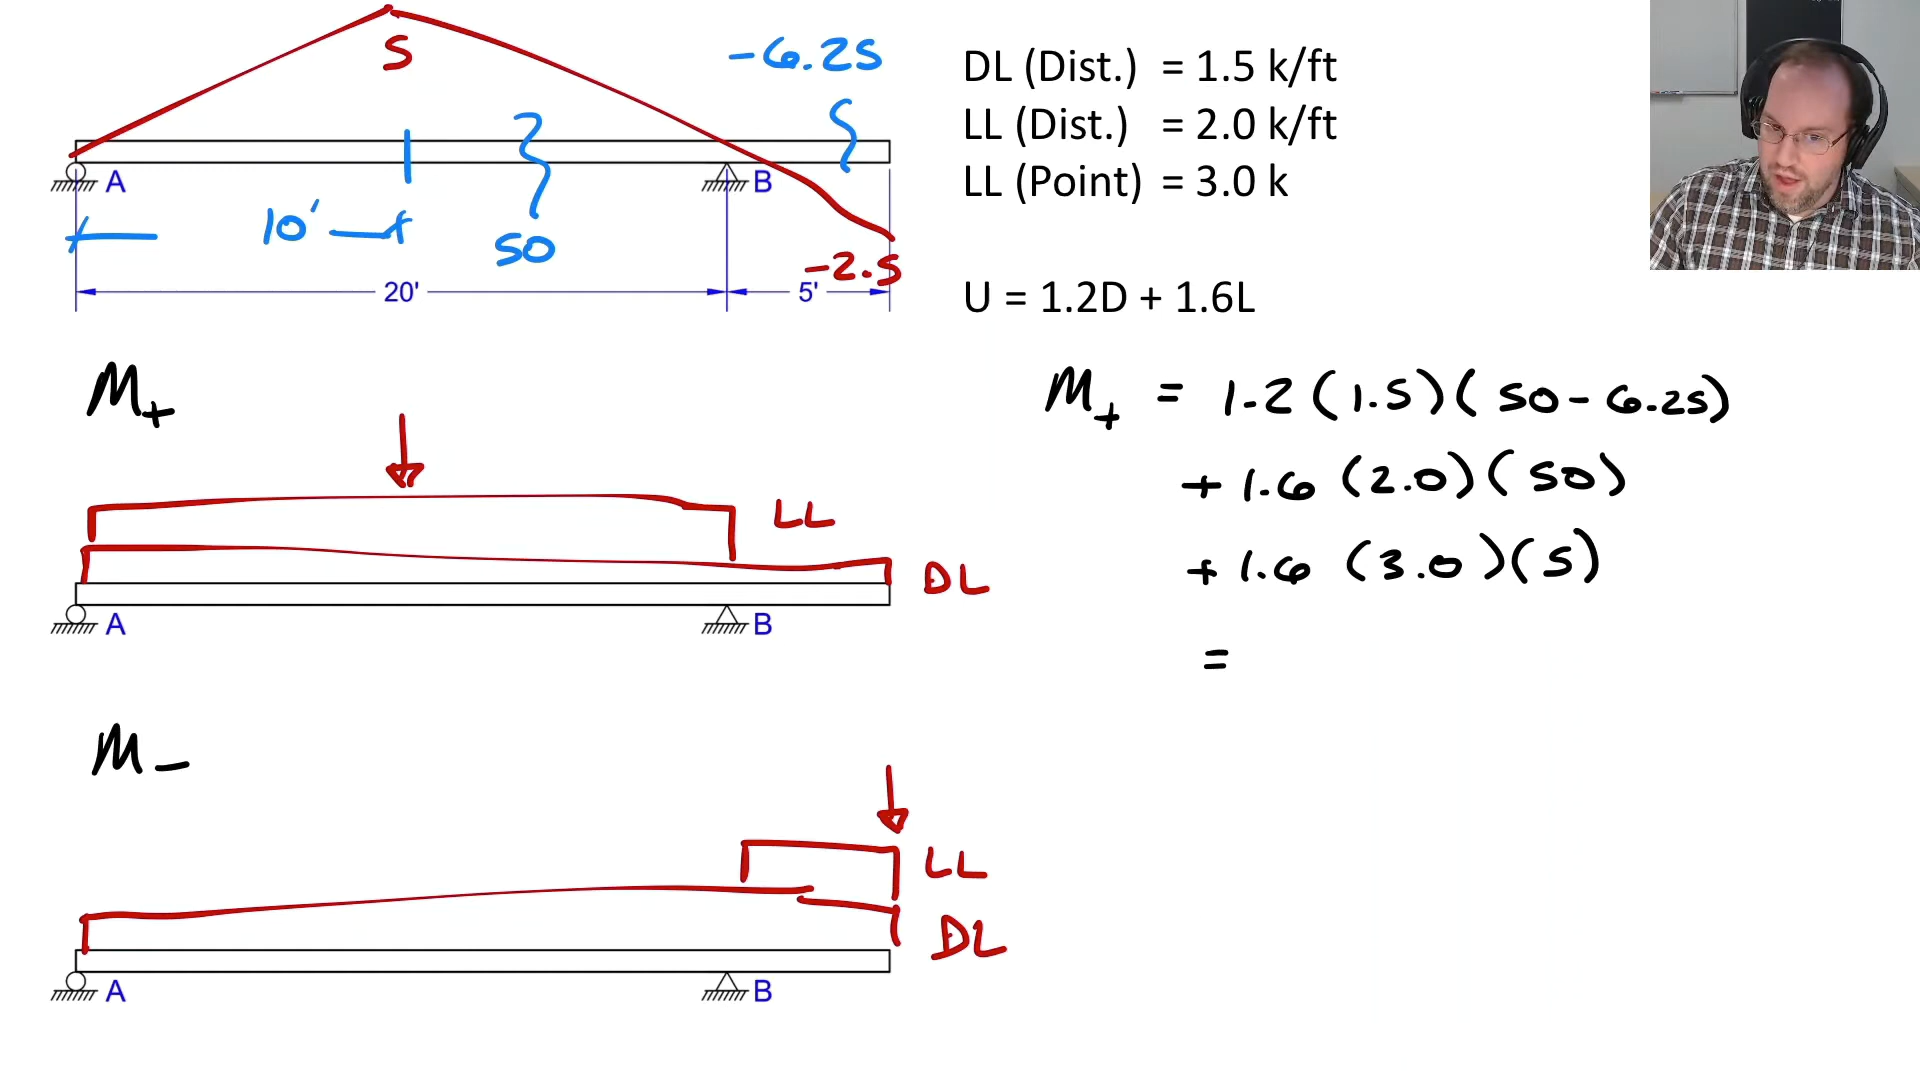 5
-6.25
A
B
10'
50
-2.5
20'
5'
DL (Dist.) = 1.5 k/ft
LL (Dist.) = 2.0 k/ft
LL (Point) = 3.0 k
U = 1.2D + 1.6L
M+
LL
DL
A
B
M+ = 1.2 (1.5)( 50 - 6.25)
+ 1.6 (2.0)( 50)
+ 1.6 (3.0)( 5)
=
M-
LL
DL
A
B